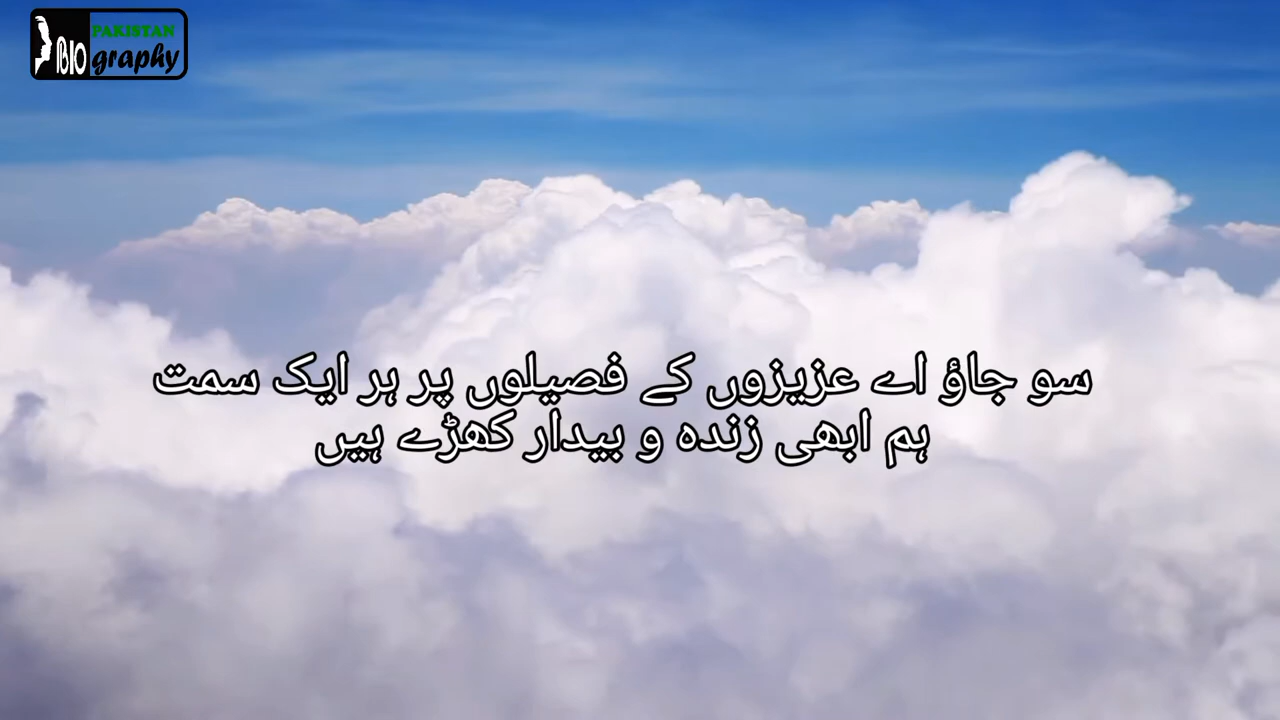 PAKISTAN
BIOgraphy
سو جاؤ اے عزیزوں کے فصیلوں پر ہر ایک سمت
ہم ابھی زندہ و بیدار کھڑے ہیں